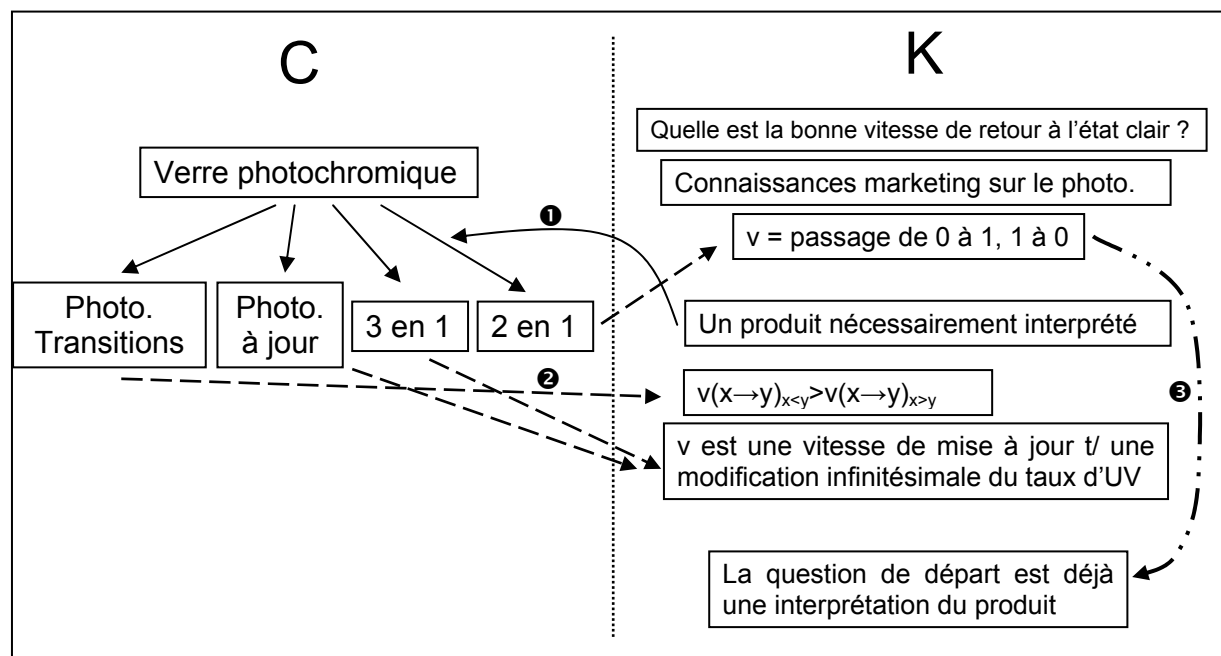 C
K
Quelle est la bonne vitesse de retour à l’état clair ?
Verre photochromique
Connaissances marketing sur le photo.
❶
v = passage de 0 à 1, 1 à 0
Photo.
Transitions
Photo.
à jour
3 en 1
2 en 1
Un produit nécessairement interprété
❷
v(x→y)x<y>v(x→y)x>y
❸
v est une vitesse de mise à jour t/ une
modification infinitésimale du taux d’UV
La question de départ est déjà
une interprétation du produit